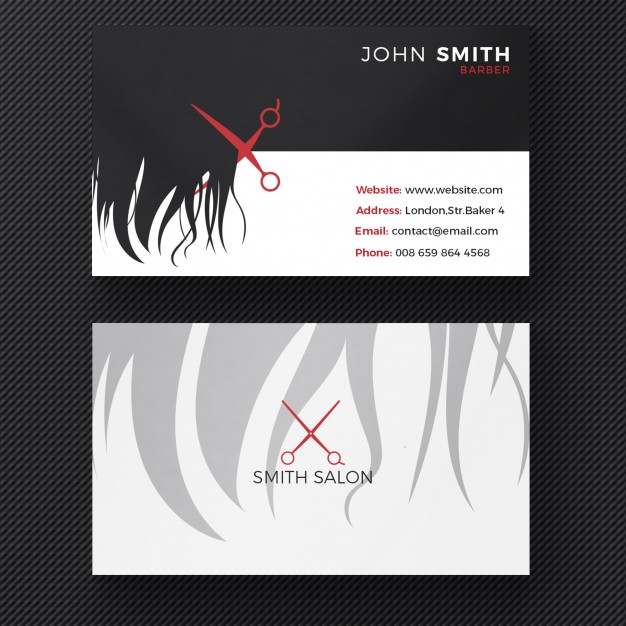 JOHN SMITH
BARBER
Website: www.website.com
Address: London,Str.Baker 4
Email: contact@email.com
Phone: 008 659 864 4568
SMITH SALON